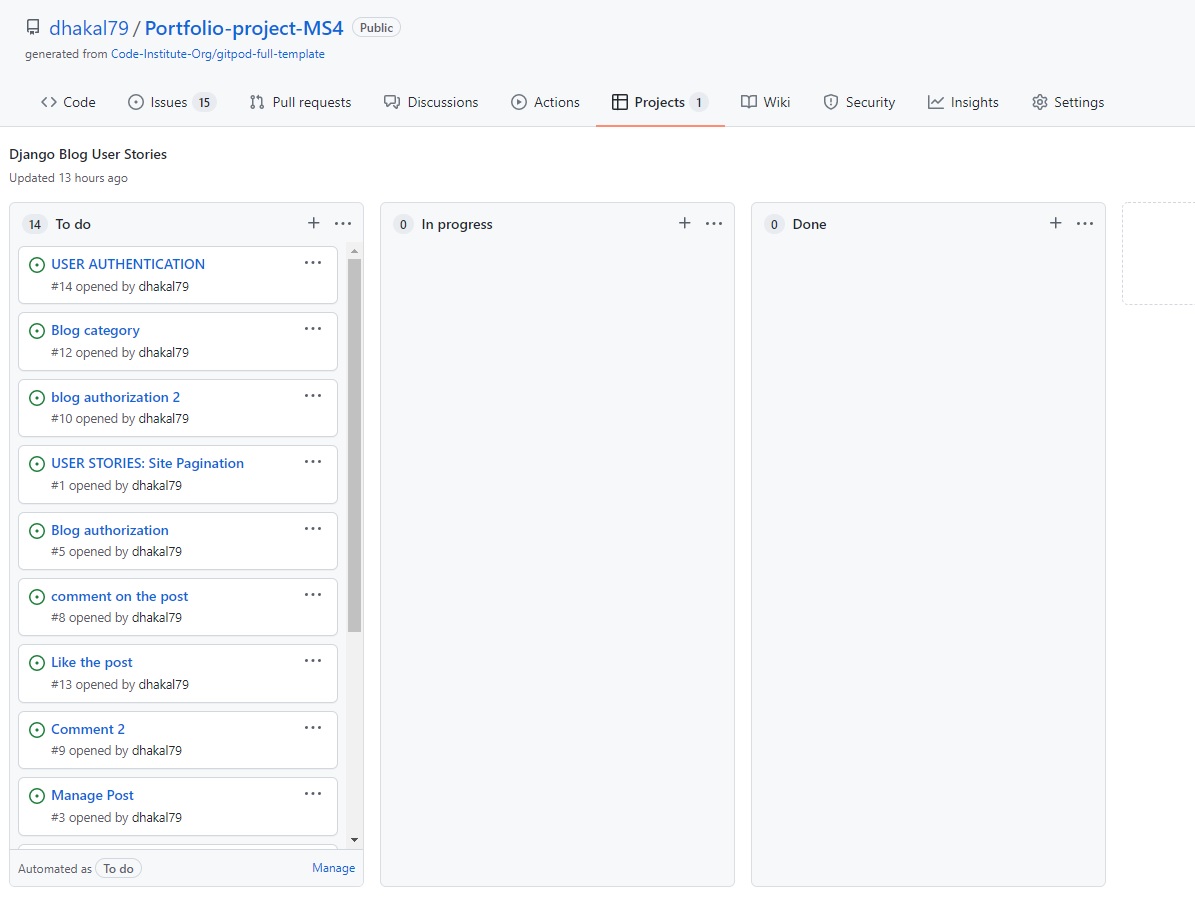 dhakal79 / Portfolio-project-MS4 Public
generated from Code-Institute-Org/gitpod-full-template
Code Issues 15 Pull requests Discussions Actions Projects 1 Wiki Security Insights Settings
Django Blog User Stories
Updated 13 hours ago
14 To do
USER AUTHENTICATION
#14 opened by dhakal79
Blog category
#12 opened by dhakal79
blog authorization 2
#10 opened by dhakal79
USER STORIES: Site Pagination
#1 opened by dhakal79
Blog authorization
#5 opened by dhakal79
comment on the post
#8 opened by dhakal79
Like the post
#13 opened by dhakal79
Comment 2
#9 opened by dhakal79
Manage Post
#3 opened by dhakal79
Automated as To do Manage
0 In progress
0 Done